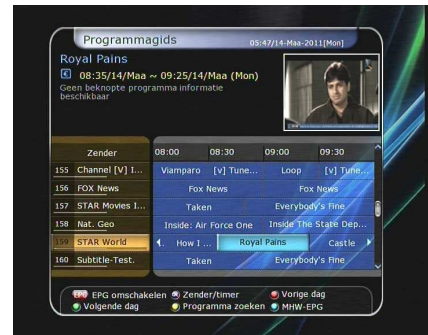 Programmagids
05:47/14-Maa-2011[Mon]
Royal Pains
€ 08:35/14/Maa ~ 09:25/14/Maa (Mon)
Geen beknopte programma informatie
beschikbaar
Zender 08:00 08:30 09:00 09:30
155 Channel [V] I... Viamparo [v] Tune... Loop [v] Tune...
156 FOX News Fox News Fox News
157 STAR Movies I... Taken Everybody's Fine
158 Nat. Geo Inside: Air Force One Inside The State Dep...
159 STAR World How I ... Royal Pains Castle
160 Subtitle-Test. Taken Everybody's Fine
EPG EPG omschakelen Zender/timer Vorige dag
Volgende dag Programma zoeken MHW-EPG